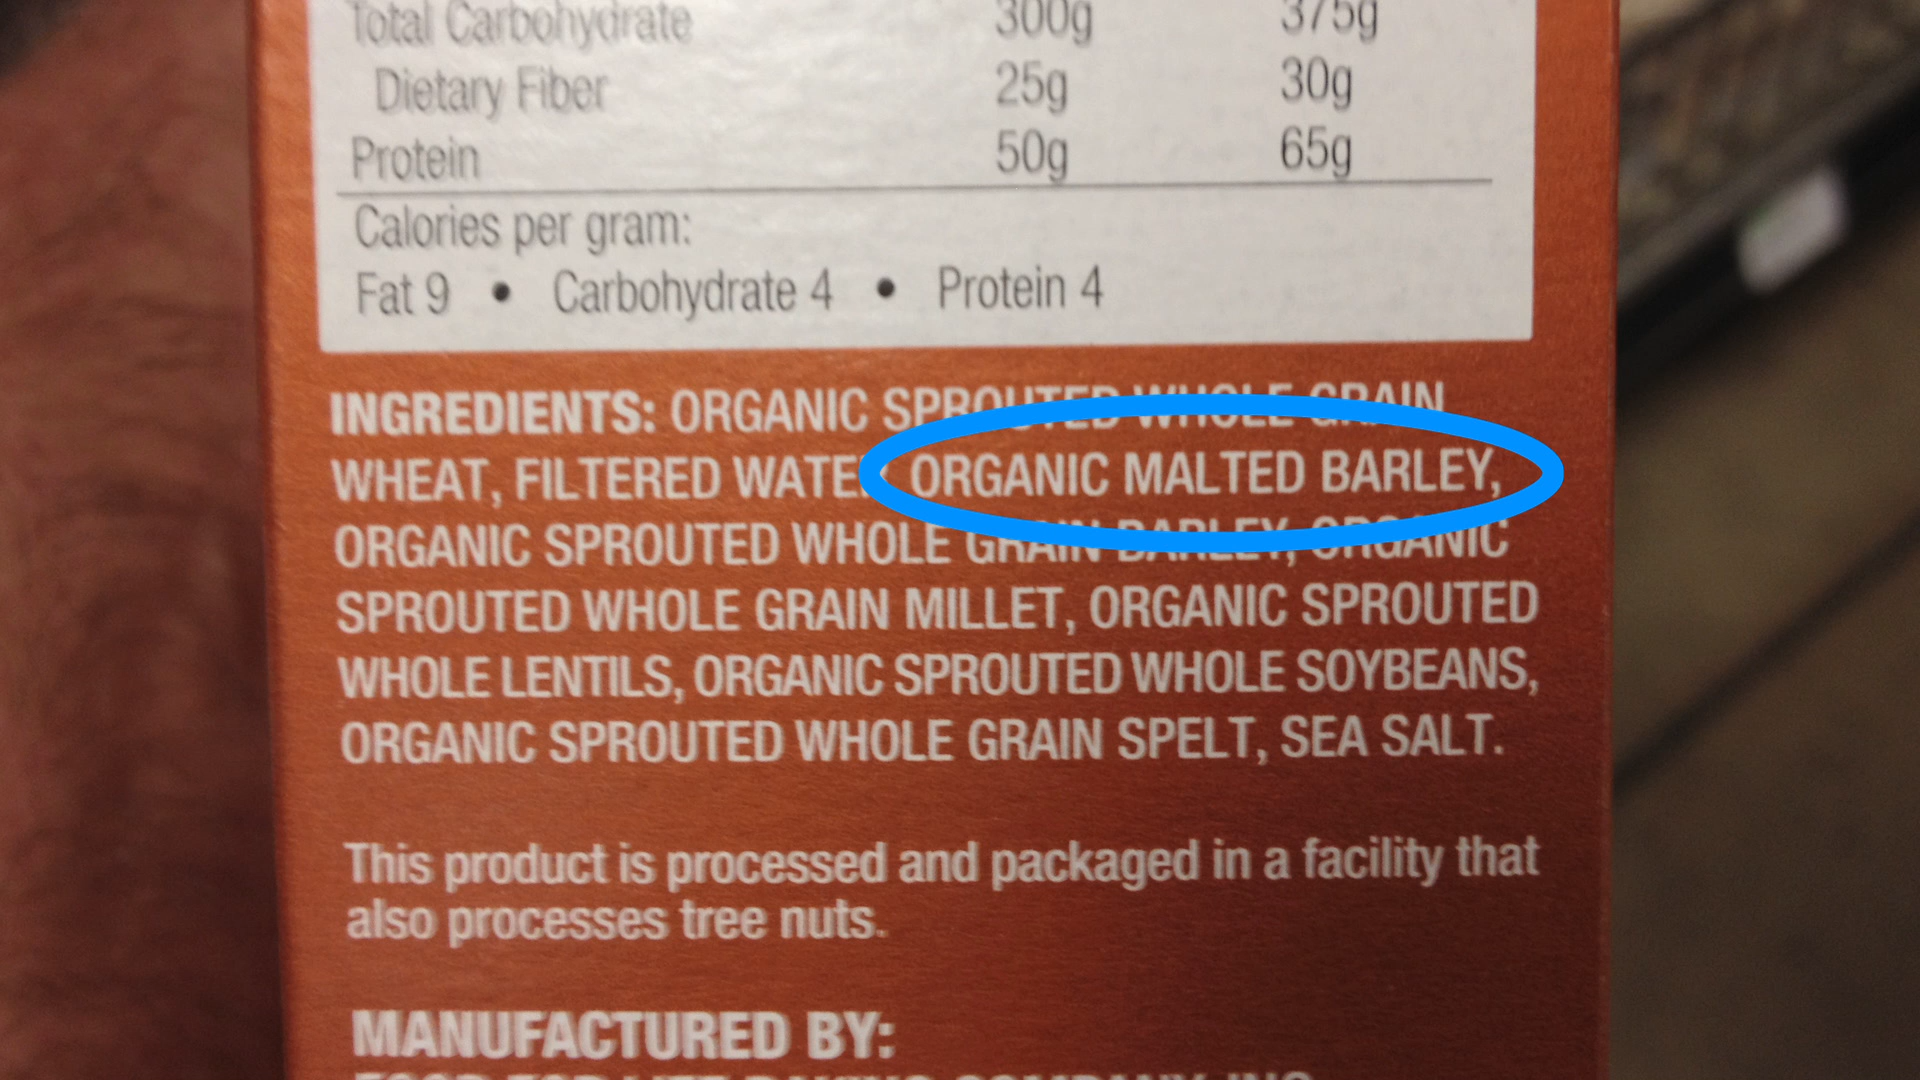 Total Carbohydrate 300g 375g
Dietary Fiber 25g 30g
Protein 50g 65g
Calories per gram:
Fat 9 • Carbohydrate 4 • Protein 4
INGREDIENTS: ORGANIC SPROUTED WHOLE GRAIN
WHEAT, FILTERED WATER ORGANIC MALTED BARLEY,
ORGANIC SPROUTED WHOLE GRAIN BARLEY, ORGANIC
SPROUTED WHOLE GRAIN MILLET, ORGANIC SPROUTED
WHOLE LENTILS, ORGANIC SPROUTED WHOLE SOYBEANS,
ORGANIC SPROUTED WHOLE GRAIN SPELT, SEA SALT.
This product is processed and packaged in a facility that
also processes tree nuts.
MANUFACTURED BY: